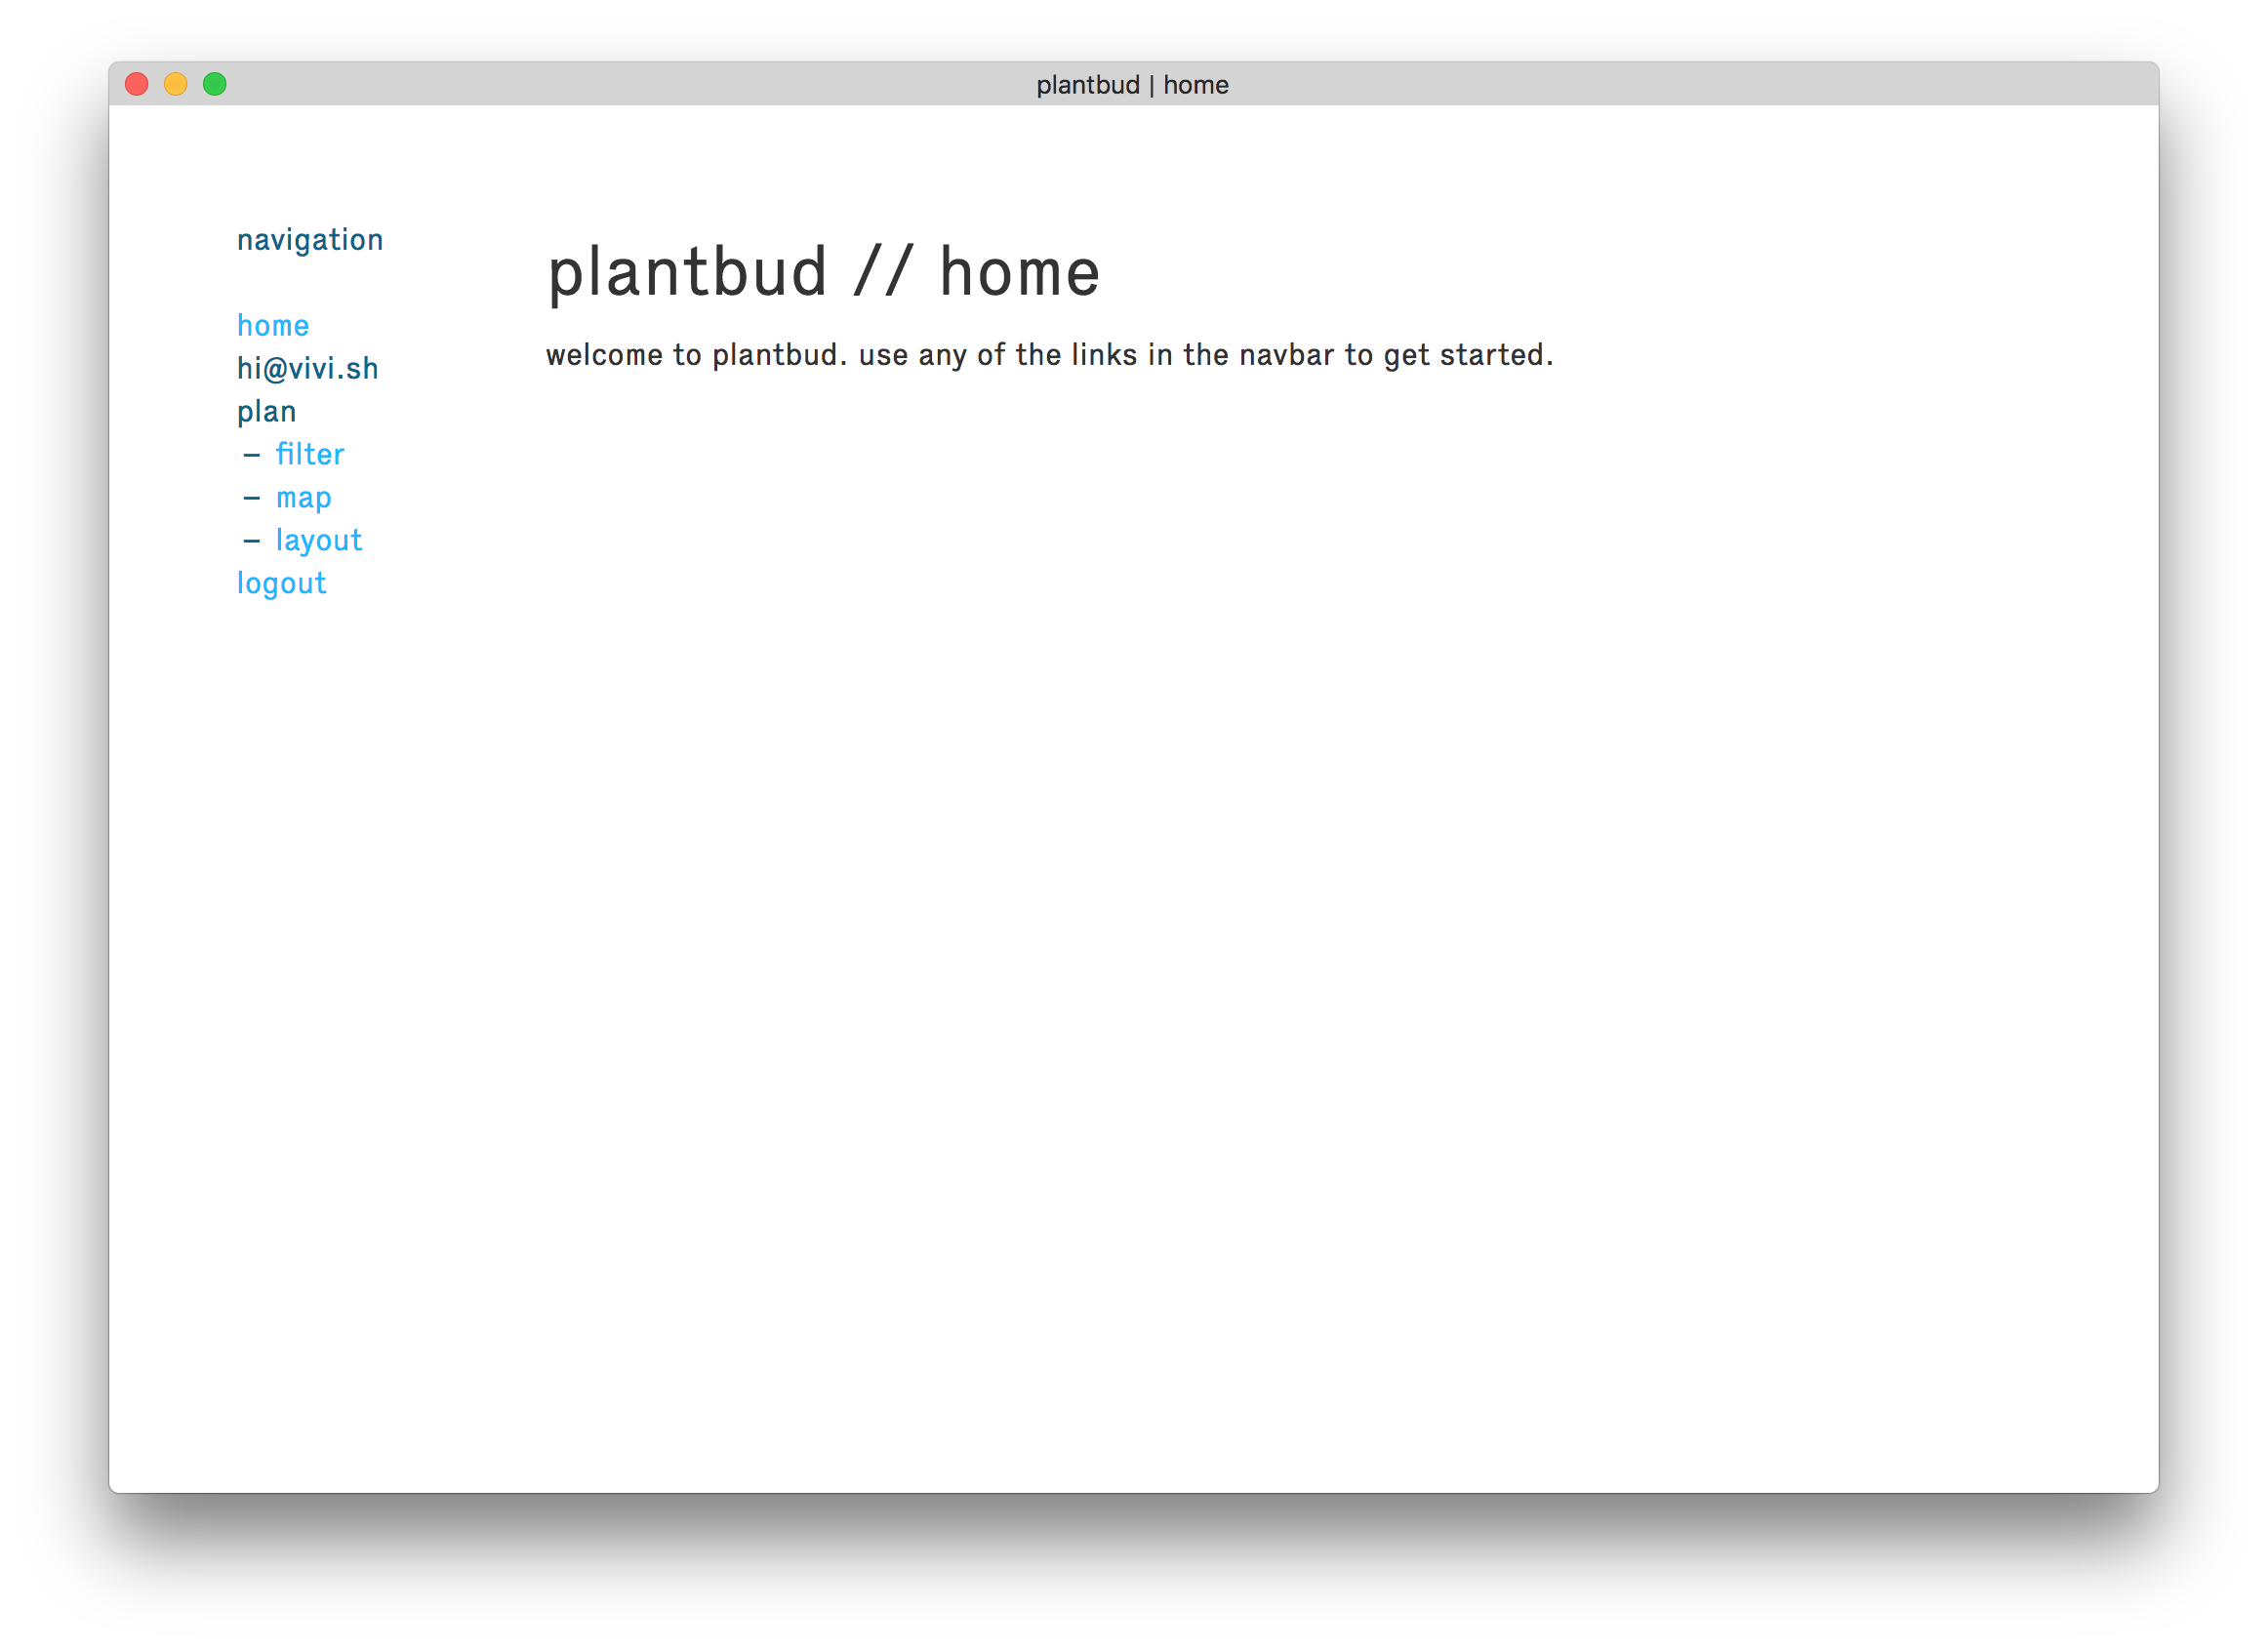 plantbud | home
navigation
home
hi@vivi.sh
plan
– filter
– map
– layout
logout
plantbud // home
welcome to plantbud. use any of the links in the navbar to get started.